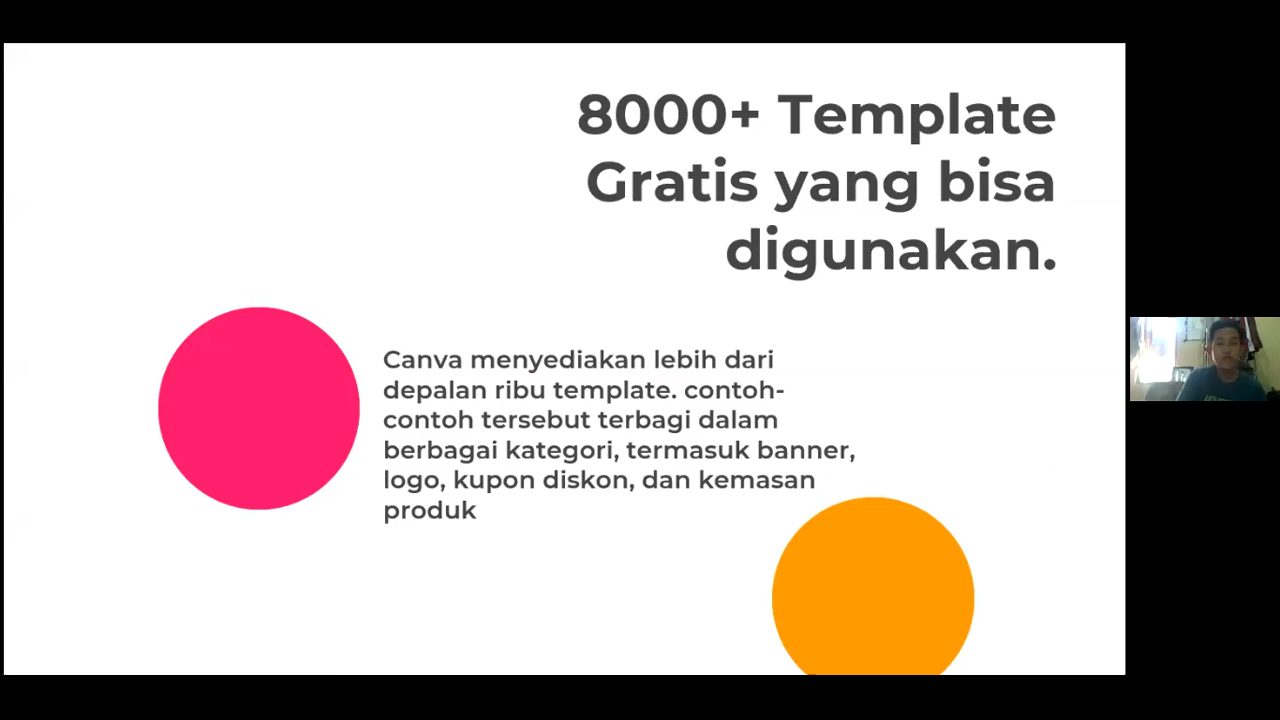 8000+ Template
Gratis yang bisa
digunakan.
Canva menyediakan lebih dari
depalan ribu template. contoh-
contoh tersebut terbagi dalam
berbagai kategori, termasuk banner,
logo, kupon diskon, dan kemasan
produk